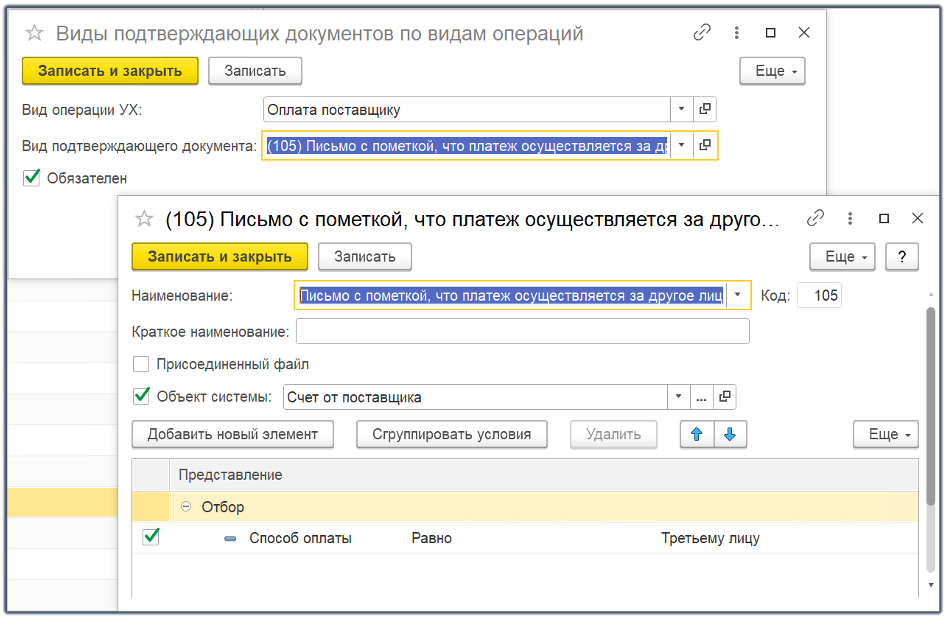 Виды подтверждающих документов по видам операций
Записать и закрыть Записать Еще
Вид операции УХ: Оплата поставщику
Вид подтверждающего документа: (105) Письмо с пометкой, что платеж осуществляется за д
Обязателен
(105) Письмо с пометкой, что платеж осуществляется за друго...
Записать и закрыть Записать Еще ?
Наименование: Письмо с пометкой, что платеж осуществляется за другое лиц Код: 105
Краткое наименование:
Присоединенный файл
Объект системы: Счет от поставщика ...
Добавить новый элемент Сгруппировать условия Удалить Еще
Представление
Отбор
Способ оплаты Равно Третьему лицу